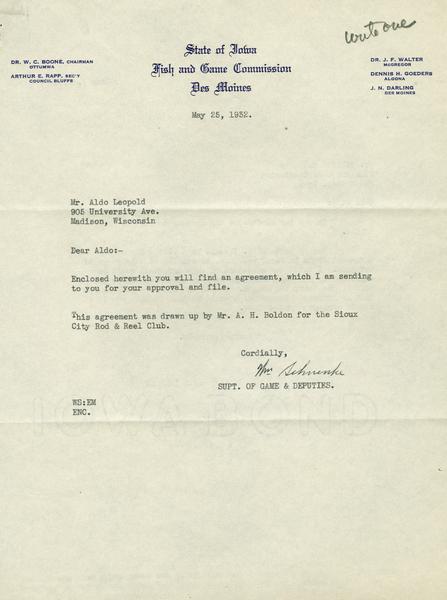 write one
State of Iowa
Fish and Game Commission
Des Moines
DR. W. C. BOONE, CHAIRMAN
OTTUMWA
ARTHUR E. RAPP, SEC'Y
COUNCIL BLUFFS
DR. J. F. WALTER
MCGREGOR
DENNIS H. GOEDERS
ALGONA
J. N. DARLING
DES MOINES
May 25, 1932.
Mr. Aldo Leopold
905 University Ave.
Madison, Wisconsin
Dear Aldo:-
Enclosed herewith you will find an agreement, which I am sending
to you for your approval and file.
This agreement was drawn up by Mr. A. H. Boldon for the Sioux
City Rod & Reel Club.
Cordially,
Wm Schuenke
SUPT. OF GAME & DEPUTIES.
WS:EM
ENC.
IOWA BOND